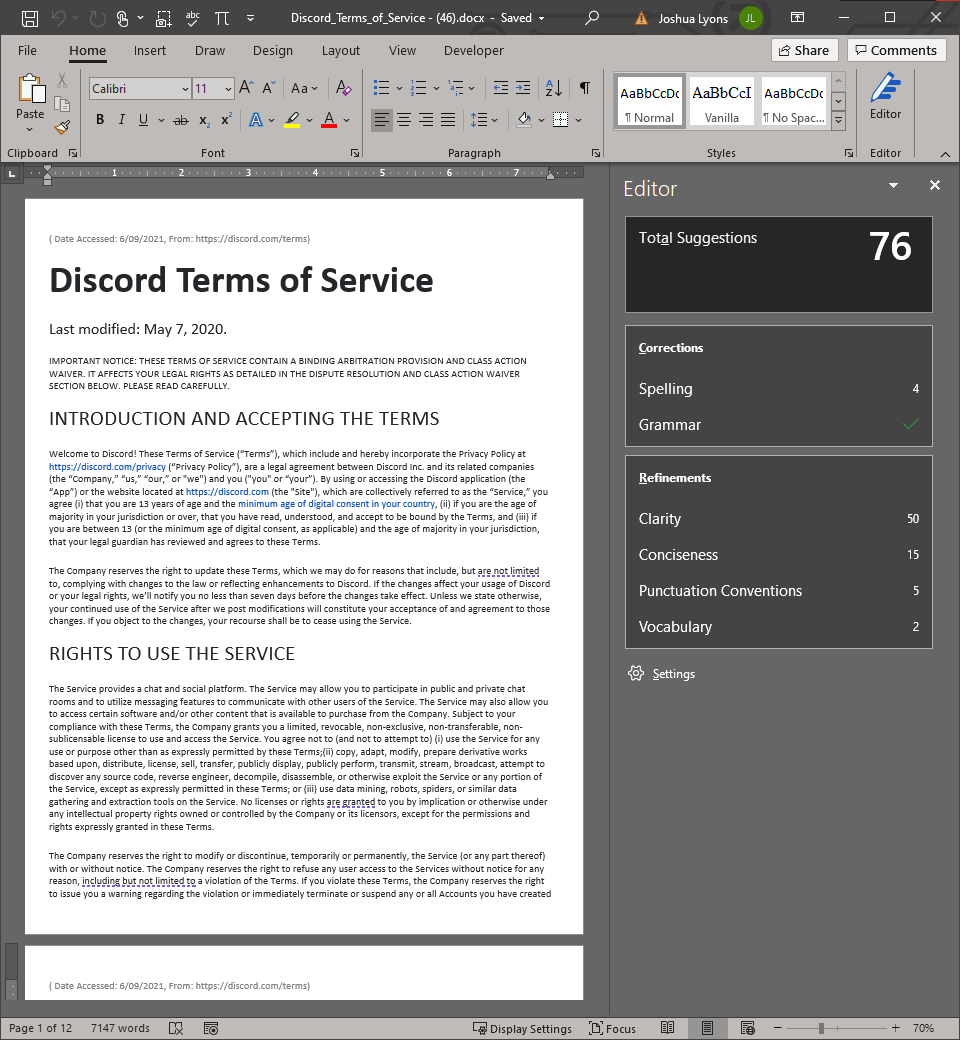 abc
Discord_Terms_of_Service - (46).docx - Saved
Joshua Lyons
JL
File Home Insert Draw Design Layout View Developer
Share
Comments
Paste
Calibri
11
A A Aa A
B I U ab x₂ x² A A
AaBbCcDc AaBbCcI AaBbCcDc
¶ Normal Vanilla ¶ No Spac...
Editor
Clipboard Font Paragraph Styles Editor
L
1 2 3 4 5 6 7
( Date Accessed: 6/09/2021, From: https://discord.com/terms)
Discord Terms of Service
Last modified: May 7, 2020.
IMPORTANT NOTICE: THESE TERMS OF SERVICE CONTAIN A BINDING ARBITRATION PROVISION AND CLASS ACTION
WAIVER. IT AFFECTS YOUR LEGAL RIGHTS AS DETAILED IN THE DISPUTE RESOLUTION AND CLASS ACTION WAIVER
SECTION BELOW. PLEASE READ CAREFULLY.
INTRODUCTION AND ACCEPTING THE TERMS
Welcome to Discord! These Terms of Service (“Terms”), which include and hereby incorporate the Privacy Policy at
https://discord.com/privacy (“Privacy Policy”), are a legal agreement between Discord Inc. and its related companies
(the “Company,” “us,” “our,” or "we") and you ("you" or “your”). By using or accessing the Discord application (the
“App”) or the website located at https://discord.com (the "Site"), which are collectively referred to as the “Service,” you
agree (i) that you are 13 years of age and the minimum age of digital consent in your country, (ii) if you are the age of
majority in your jurisdiction or over, that you have read, understood, and accept to be bound by the Terms, and (iii) if
you are between 13 (or the minimum age of digital consent, as applicable) and the age of majority in your jurisdiction,
that your legal guardian has reviewed and agrees to these Terms.
The Company reserves the right to update these Terms, which we may do for reasons that include, but are not limited
to, complying with changes to the law or reflecting enhancements to Discord. If the changes affect your usage of Discord
or your legal rights, we’ll notify you no less than seven days before the changes take effect. Unless we state otherwise,
your continued use of the Service after we post modifications will constitute your acceptance of and agreement to those
changes. If you object to the changes, your recourse shall be to cease using the Service.
RIGHTS TO USE THE SERVICE
The Service provides a chat and social platform. The Service may allow you to participate in public and private chat
rooms and to utilize messaging features to communicate with other users of the Service. The Service may also allow you
to access certain software and/or other content that is available to purchase from the Company. Subject to your
compliance with these Terms, the Company grants you a limited, revocable, non-exclusive, non-transferable, non-
sublicensable license to use and access the Service. You agree not to (and not to attempt to) (i) use the Service for any
use or purpose other than as expressly permitted by these Terms;(ii) copy, adapt, modify, prepare derivative works
based upon, distribute, license, sell, transfer, publicly display, publicly perform, transmit, stream, broadcast, attempt to
discover any source code, reverse engineer, decompile, disassemble, or otherwise exploit the Service or any portion of
the Service, except as expressly permitted in these Terms; or (iii) use data mining, robots, spiders, or similar data
gathering and extraction tools on the Service. No licenses or rights are granted to you by implication or otherwise under
any intellectual property rights owned or controlled by the Company or its licensors, except for the permissions and
rights expressly granted in these Terms.
The Company reserves the right to modify or discontinue, temporarily or permanently, the Service (or any part thereof)
with or without notice. The Company reserves the right to refuse any user access to the Services without notice for any
reason, including but not limited to a violation of the Terms. If you violate these Terms, the Company reserves the right
to issue you a warning regarding the violation or immediately terminate or suspend any or all Accounts you have created
( Date Accessed: 6/09/2021, From: https://discord.com/terms)
Editor
Total Suggestions 76
Corrections
Spelling 4
Grammar
Refinements
Clarity 50
Conciseness 15
Punctuation Conventions 5
Vocabulary 2
Settings
Page 1 of 12 7147 words Display Settings Focus 70%